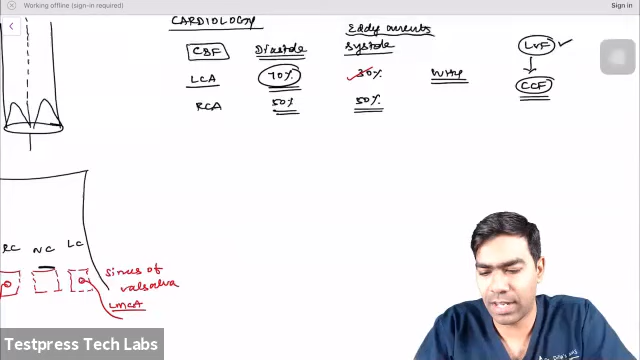 Working offline (sign-in required)
Sign in
CARDIOLOGY
Eddy currents
CBF Diastole Systole
LCA 70% 30% Why
RCA 50% 50%
LVF
CCF
RC NC LC
Sinus of
valsalva
LMCA
Testpress Tech Labs